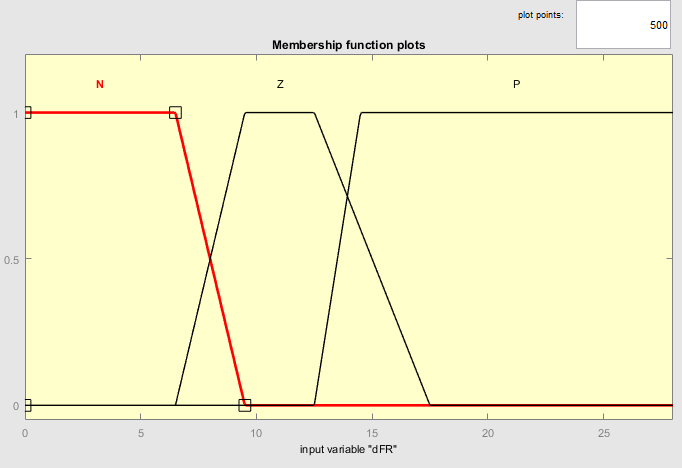 plot points:
500
Membership function plots
N Z P
1
0.5
0
0 5 10 15 20 25
input variable "dFR"